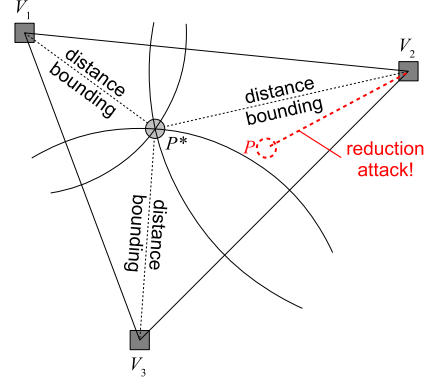 V1
V2
distance
bounding
distance
bounding
P*
P
reduction
attack!
distance
bounding
V3